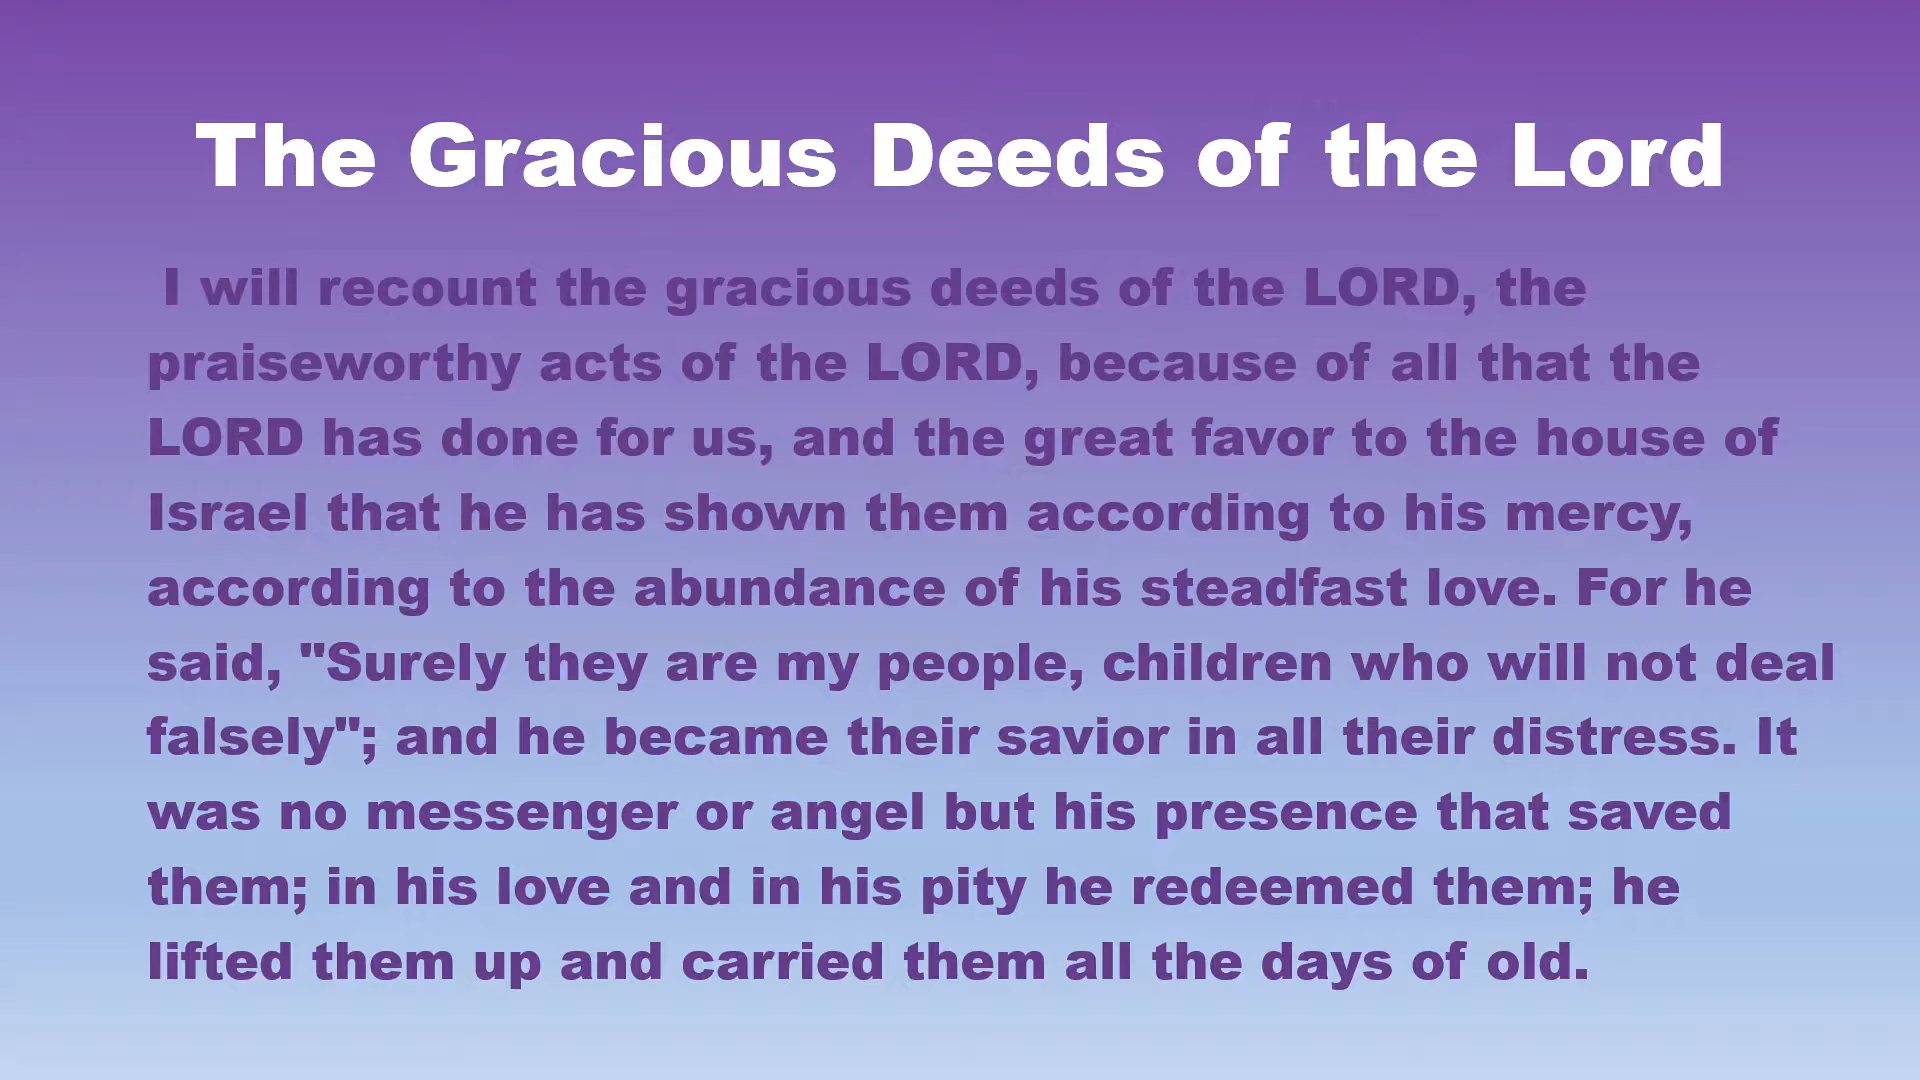 The Gracious Deeds of the Lord
I will recount the gracious deeds of the LORD, the
praiseworthy acts of the LORD, because of all that the
LORD has done for us, and the great favor to the house of
Israel that he has shown them according to his mercy,
according to the abundance of his steadfast love. For he
said, "Surely they are my people, children who will not deal
falsely"; and he became their savior in all their distress. It
was no messenger or angel but his presence that saved
them; in his love and in his pity he redeemed them; he
lifted them up and carried them all the days of old.